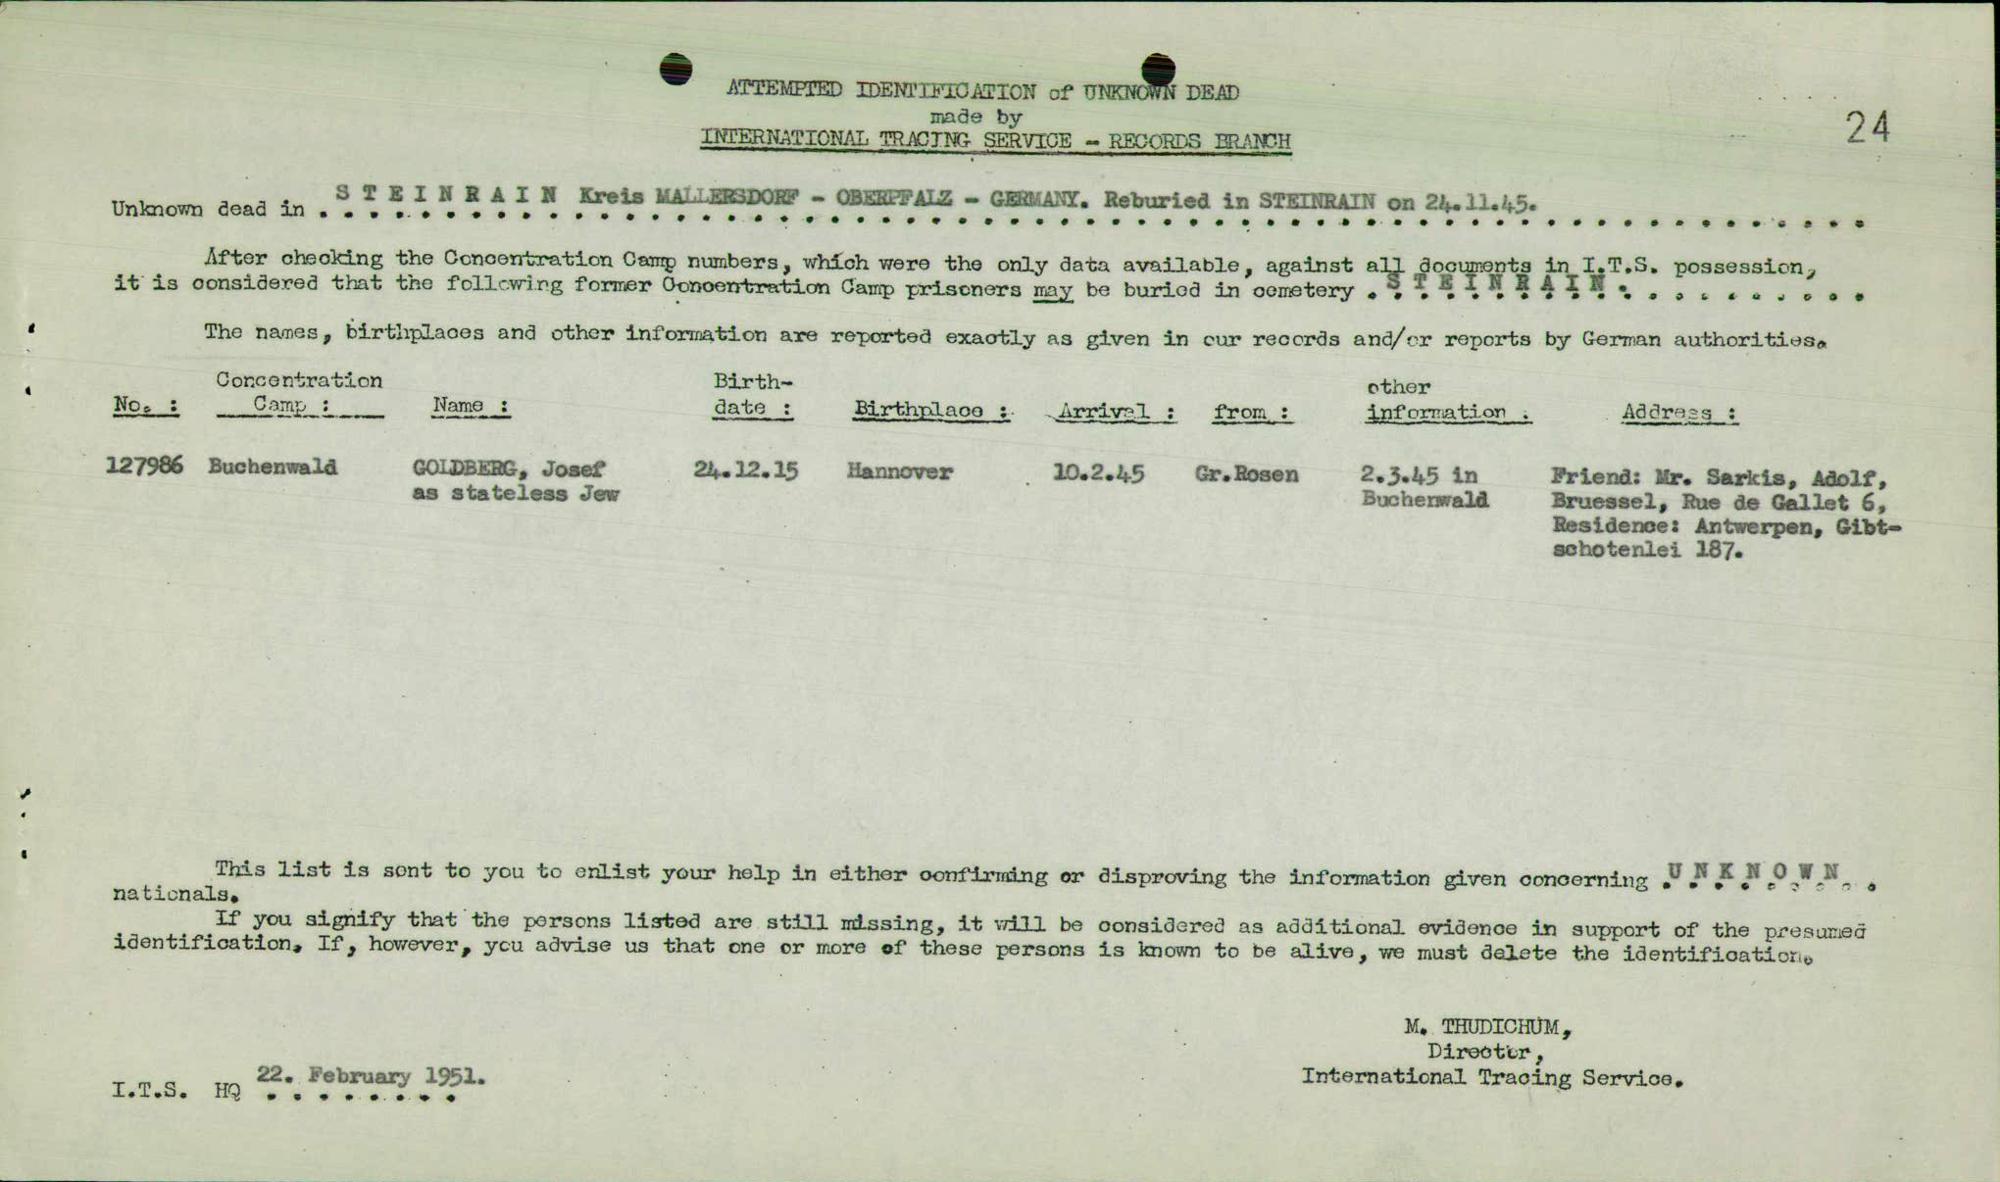 ATTEMPTED IDENTIFICATION of UNKNOWN DEAD
made by
INTERNATIONAL TRACING SERVICE - RECORDS BRANCH
24
Unknown dead in S T E I N R A I N Kreis MALLERSDORF - OBERPFALZ - GERMANY. Reburied in STEINRAIN on 24.11.45.
After checking the Concentration Camp numbers, which were the only data available, against all documents in I.T.S. possession,
it is considered that the following former Concentration Camp prisoners may be buried in cemetery S T E I N R A I N.
The names, birthplaces and other information are reported exactly as given in our records and/or reports by German authorities.
Concentration Birth- other
No. : Camp : Name : date : Birthplace : Arrival : from : information : Address :
127986 Buchenwald GOLDBERG, Josef 24.12.15 Hannover 10.2.45 Gr.Rosen 2.3.45 in Friend: Mr. Sarkis, Adolf,
as stateless Jew Buchenwald Bruessel, Rue de Gallet 6,
Residence: Antwerpen, Gibt-
schotenlei 187.
This list is sent to you to enlist your help in either confirming or disproving the information given concerning U N K N O W N
nationals.
If you signify that the persons listed are still missing, it will be considered as additional evidence in support of the presumed
identification. If, however, you advise us that one or more of these persons is known to be alive, we must delete the identification.
M. THUDICHUM,
Director,
International Tracing Service.
I.T.S. HQ 22. February 1951.